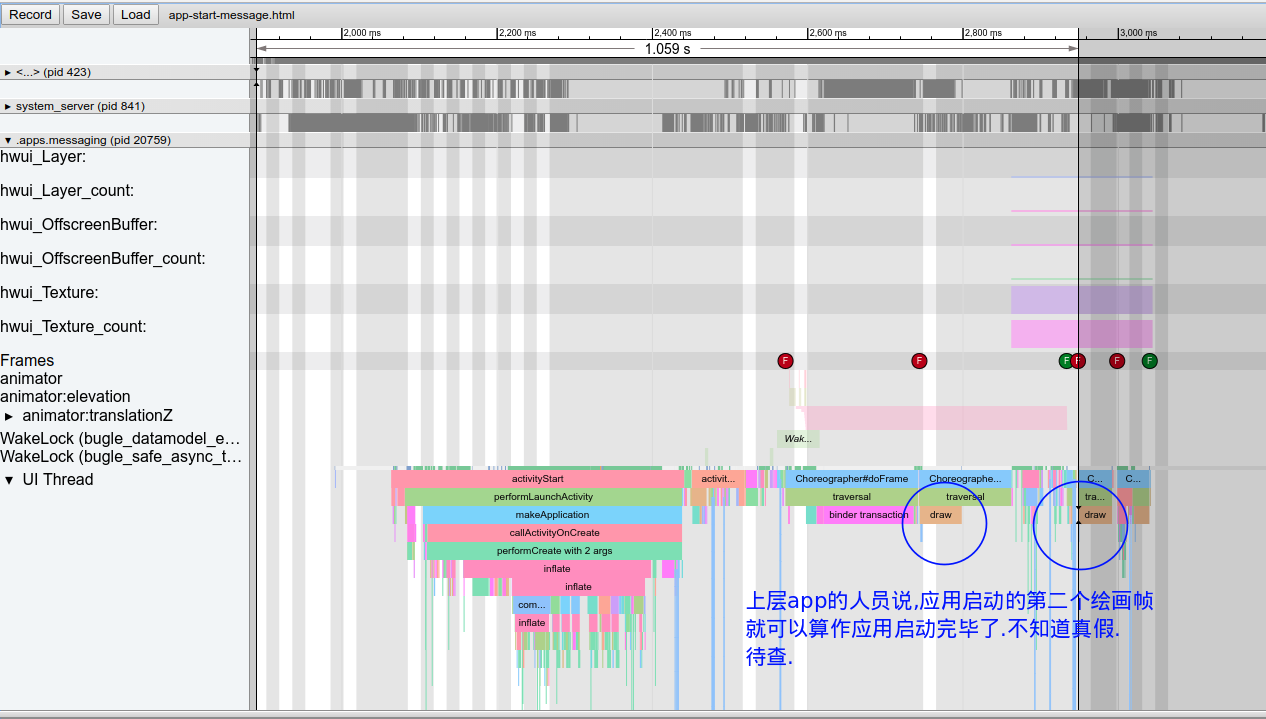 Record Save Load app-start-message.html
2,000 ms 2,200 ms 2,400 ms 2,600 ms 2,800 ms 3,000 ms
1.059 s
▸ <...> (pid 423)
▸ system_server (pid 841)
▾ .apps.messaging (pid 20759)
hwui_Layer:
hwui_Layer_count:
hwui_OffscreenBuffer:
hwui_OffscreenBuffer_count:
hwui_Texture:
hwui_Texture_count:
Frames F F F F F F
animator
animator:elevation
▸ animator:translationZ
WakeLock (bugle_datamodel_e… Wak...
WakeLock (bugle_safe_async_t…
▾ UI Thread activityStart activit... Choreographer#doFrame Choreographe... C... C...
performLaunchActivity traversal traversal tra...
makeApplication binder transaction draw draw
callActivityOnCreate
performCreate with 2 args
inflate
inflate
com...
inflate
上层app的人员说,应用启动的第二个绘画帧
就可以算作应用启动完毕了.不知道真假.
待查.